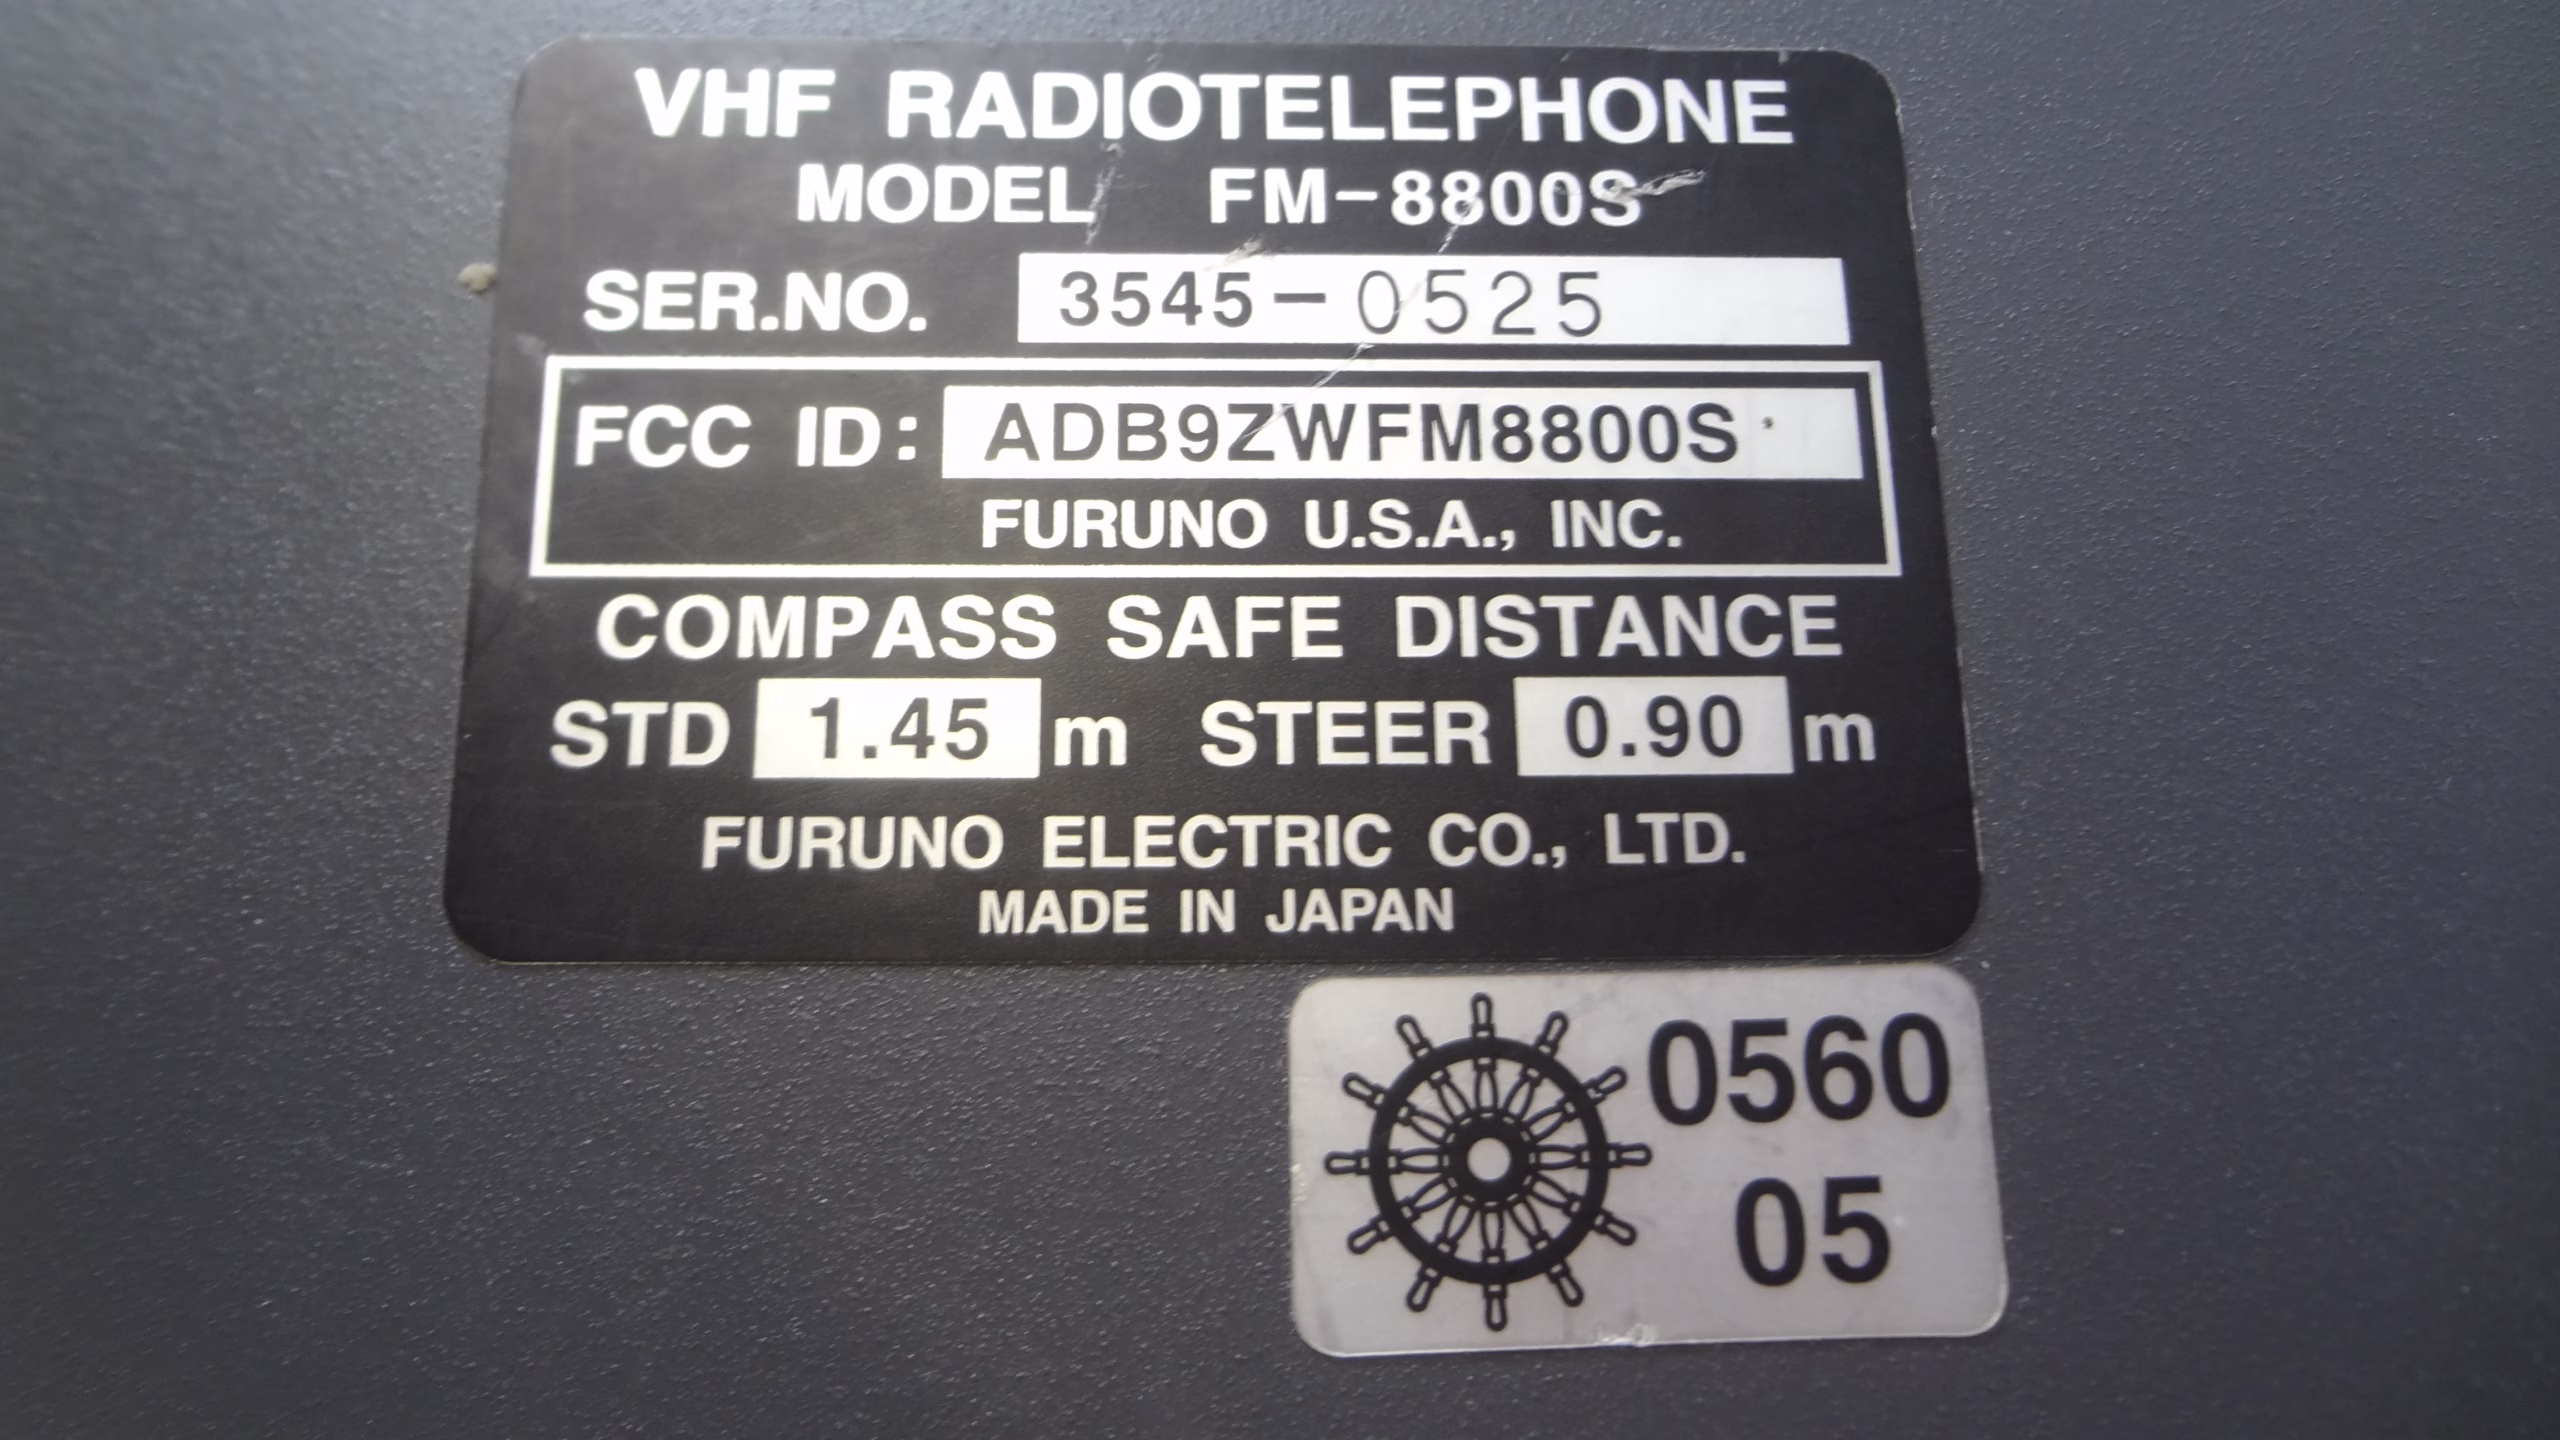 VHF RADIOTELEPHONE
MODEL FM-8800S
SER.NO. 3545-0525
FCC ID: ADB9ZWFM8800S
FURUNO U.S.A., INC.
COMPASS SAFE DISTANCE
STD 1.45 m STEER 0.90 m
FURUNO ELECTRIC CO., LTD.
MADE IN JAPAN
0560
05